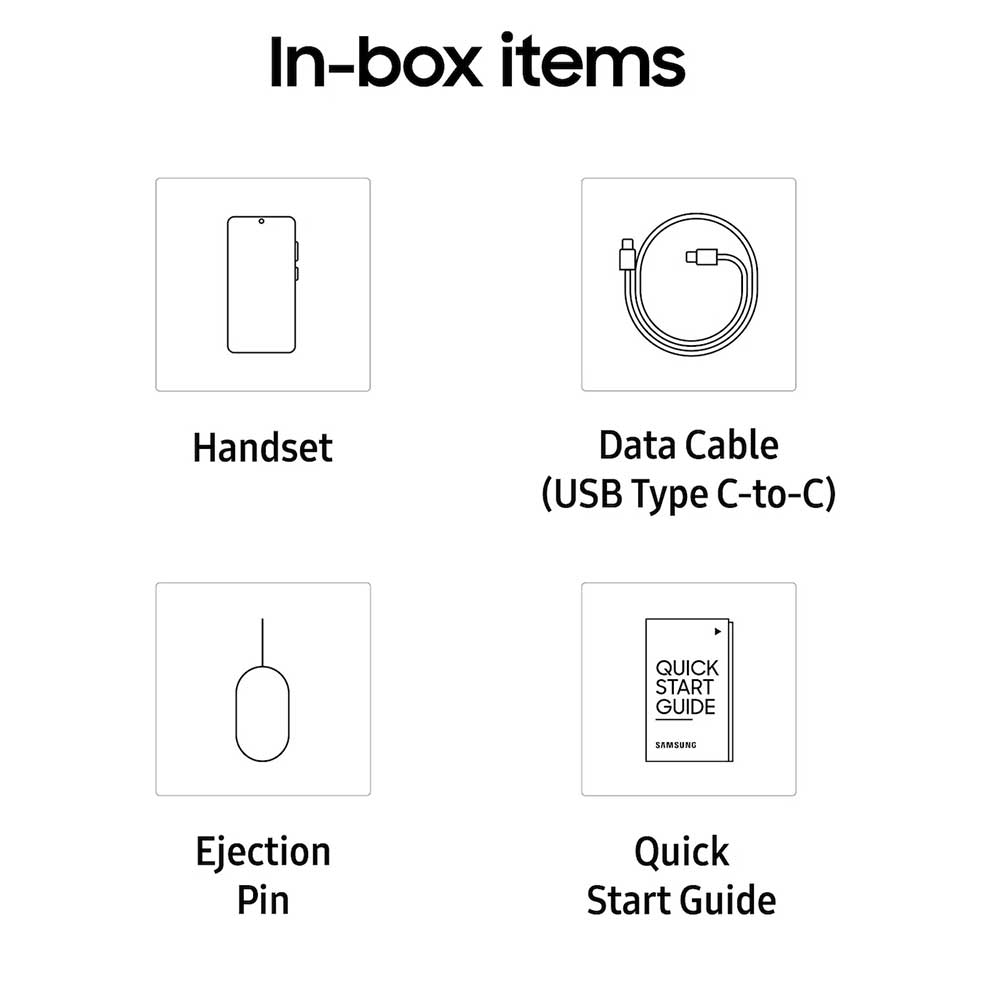 In-box items
Handset
Data Cable
(USB Type C-to-C)
QUICK
START
GUIDE
SAMSUNG
Ejection
Pin
Quick
Start Guide